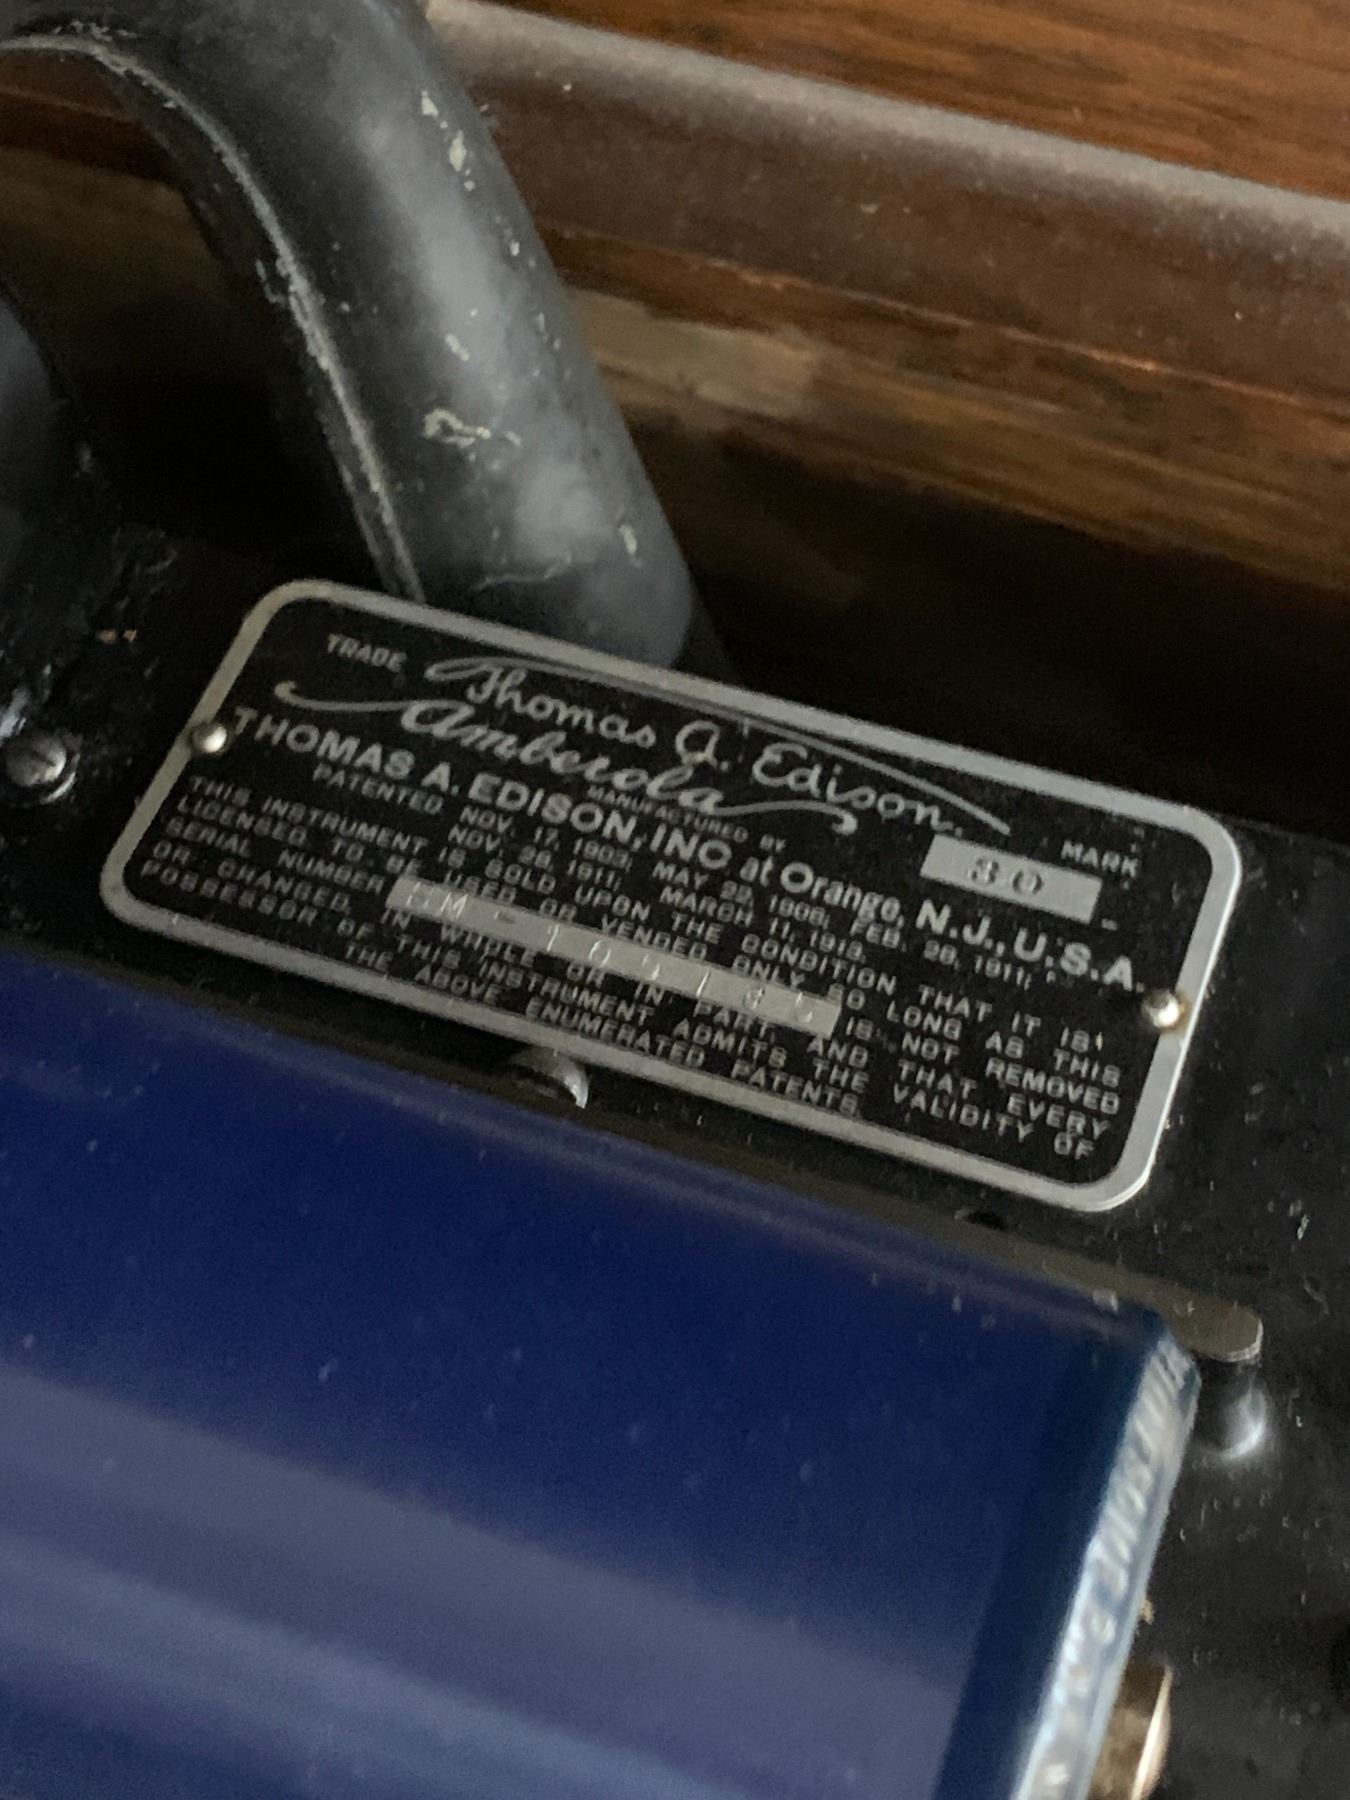 TRADE Thomas A. Edison. MARK
Amberola 30
MANUFACTURED BY
THOMAS A. EDISON, INC at Orange, N.J., U.S.A.
PATENTED NOV. 17, 1903; MAY 22, 1906; FEB. 28, 1911;
NOV. 28, 1911; MARCH 11, 1913.
THIS INSTRUMENT IS SOLD UPON THE CONDITION THAT IT IS
LICENSED TO BE USED OR VENDED ONLY SO LONG AS THIS
SERIAL NUMBER IS NOT REMOVED
OR CHANGED, IN WHOLE OR IN PART, AND THAT EVERY
POSSESSOR OF THIS INSTRUMENT ADMITS THE VALIDITY OF
THE ABOVE ENUMERATED PATENTS